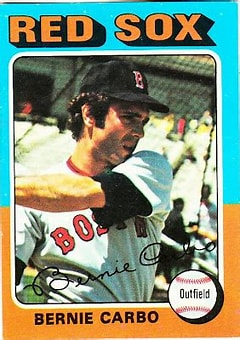 RED SOX
B
BOSTON
Bernie Carbo
Outfield
BERNIE CARBO